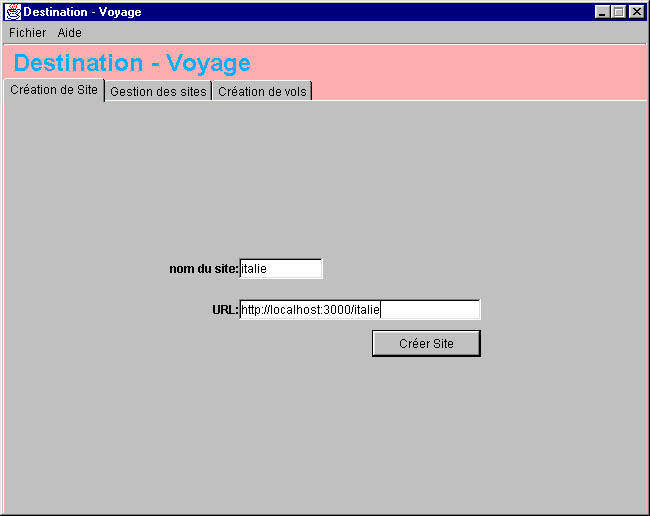 Destination - Voyage
Fichier Aide
Destination - Voyage
Création de Site Gestion des sites Création de vols
nom du site: italie
URL: http://localhost:3000/italie
Créer Site